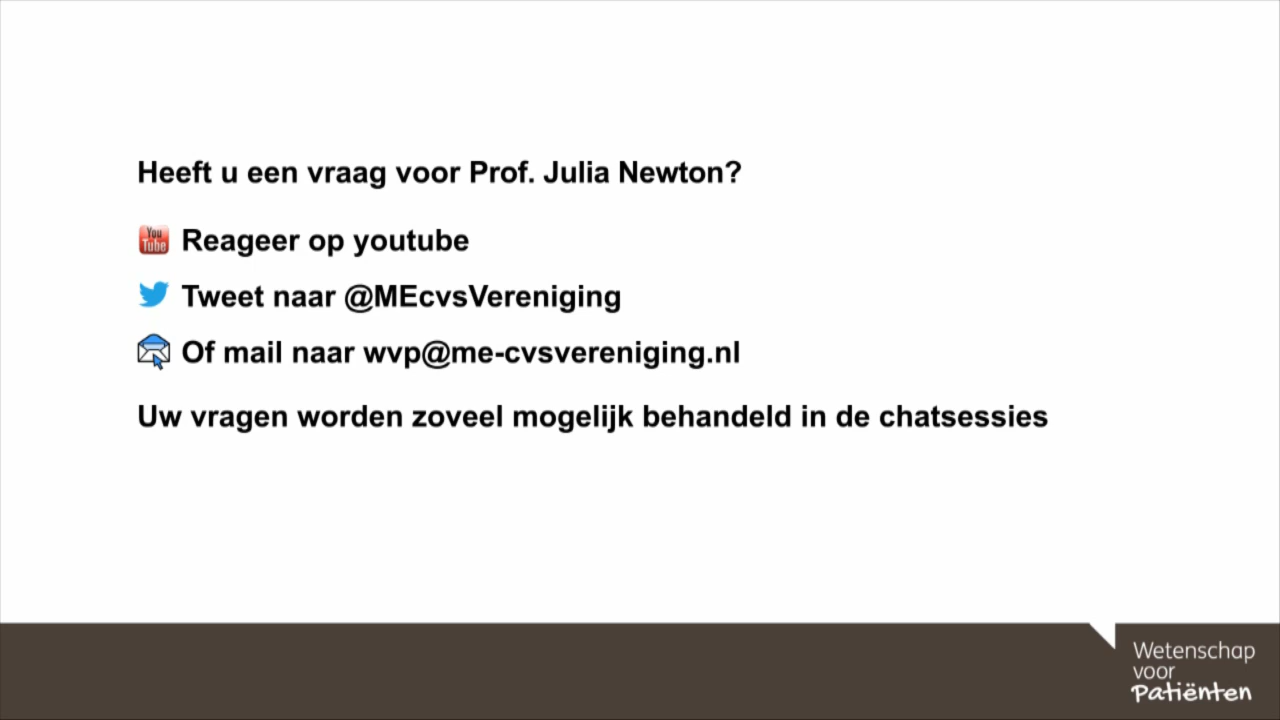 Heeft u een vraag voor Prof. Julia Newton?
You
Tube
Reageer op youtube
Tweet naar @MEcvsVereniging
Of mail naar wvp@me-cvsvereniging.nl
Uw vragen worden zoveel mogelijk behandeld in de chatsessies
Wetenschap
voor
Patiënten